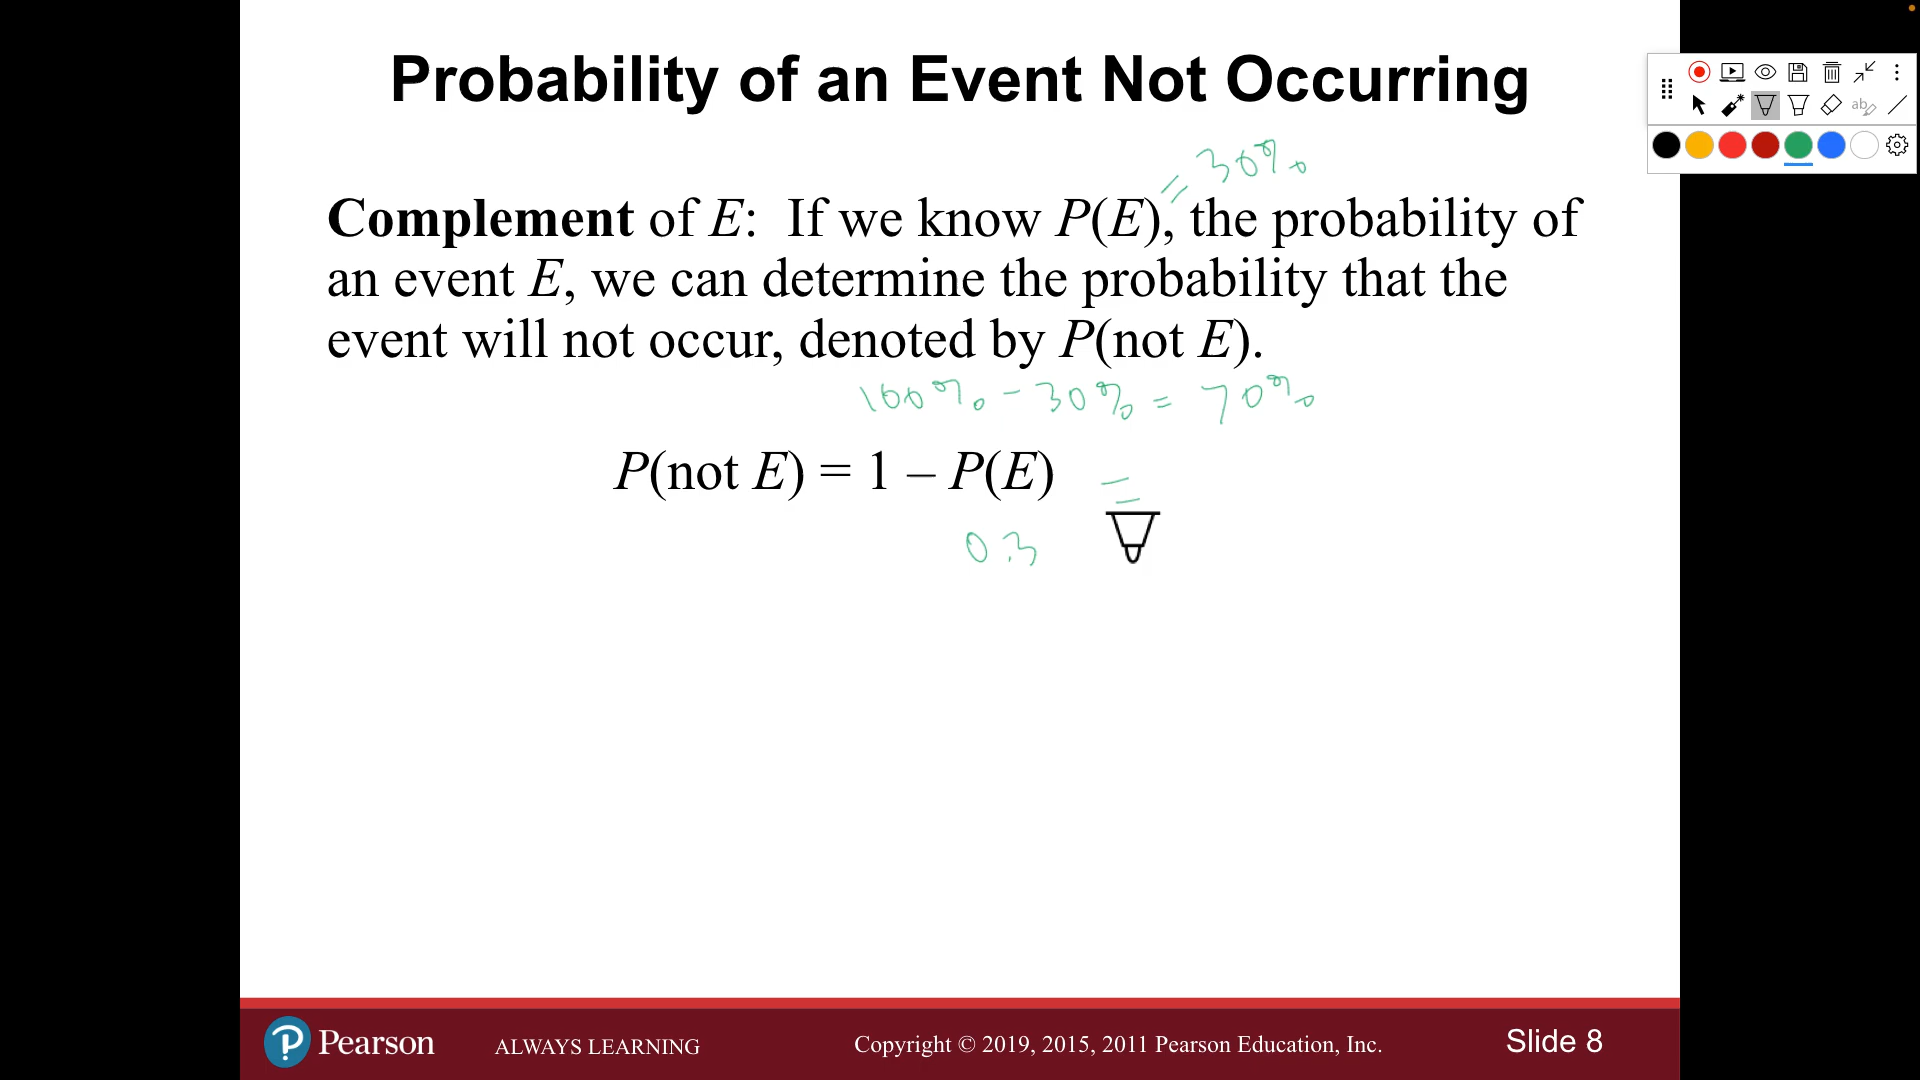 Probability of an Event Not Occurring
= 30%
Complement of E: If we know P(E), the probability of
an event E, we can determine the probability that the
event will not occur, denoted by P(not E).
100% - 30% = 70%
P(not E) = 1 – P(E) =
0.3
Pearson ALWAYS LEARNING Copyright © 2019, 2015, 2011 Pearson Education, Inc. Slide 8
ab